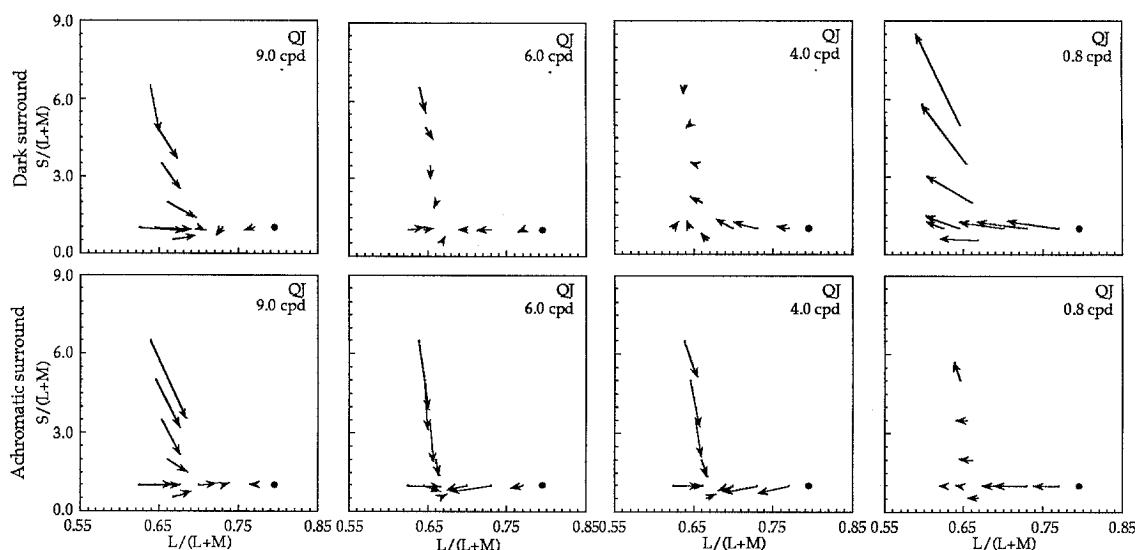 9.0
6.0
3.0
0.0
Dark surround
S/(L+M)
QJ
9.0 cpd
QJ
6.0 cpd
QJ
4.0 cpd
QJ
0.8 cpd
9.0
6.0
3.0
0.0
Achromatic surround
S/(L+M)
QJ
9.0 cpd
QJ
6.0 cpd
QJ
4.0 cpd
QJ
0.8 cpd
0.55 0.65 0.75 0.85
L/(L+M)
0.55 0.65 0.75 0.850
L/(L+M)
.55 0.65 0.75 0.85
L/(L+M)
0.55 0.65 0.75 0.85
L/(L+M)